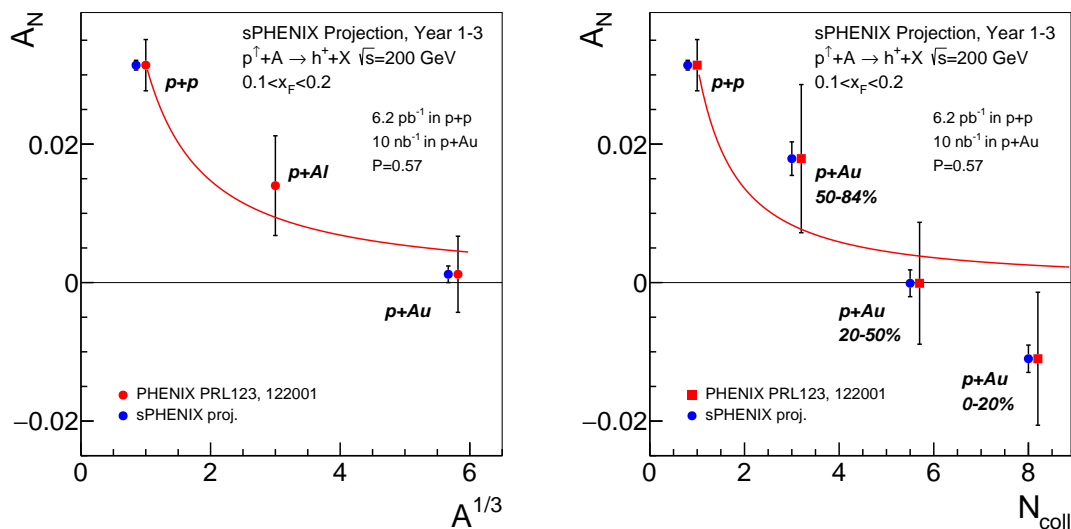 A_N
sPHENIX Projection, Year 1-3
p^↑+A → h^++X √s=200 GeV
0.1<x_F<0.2
p+p
6.2 pb^-1 in p+p
10 nb^-1 in p+Au
P=0.57
p+Al
p+Au
PHENIX PRL123, 122001
sPHENIX proj.
0.02
0
−0.02
0 2 4 6
A^1/3
A_N
sPHENIX Projection, Year 1-3
p^↑+A → h^++X √s=200 GeV
0.1<x_F<0.2
p+p
6.2 pb^-1 in p+p
10 nb^-1 in p+Au
P=0.57
p+Au
50-84%
p+Au
20-50%
p+Au
0-20%
PHENIX PRL123, 122001
sPHENIX proj.
0.02
0
−0.02
0 2 4 6 8
N_coll